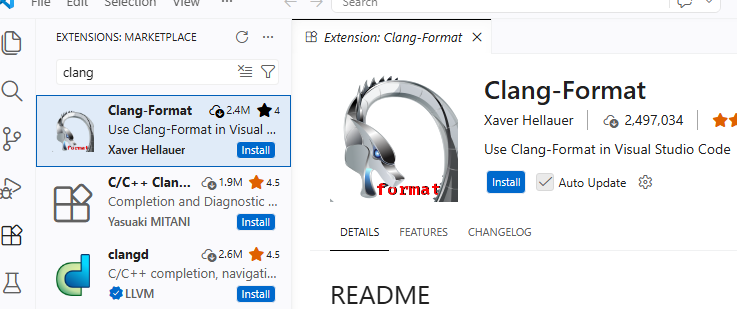 File Edit Selection View
Search
EXTENSIONS: MARKETPLACE
clang
Clang-Format 2.4M 4
Use Clang-Format in Visual ...
Xaver Hellauer Install
C/C++ Clan... 1.9M 4.5
Completion and Diagnostic ...
Yasuaki MITANI Install
clangd 2.6M 4.5
C/C++ completion, navigati...
LLVM Install
Extension: Clang-Format
format
Clang-Format
Xaver Hellauer 2,497,034
Use Clang-Format in Visual Studio Code
Install Auto Update
DETAILS FEATURES CHANGELOG
README